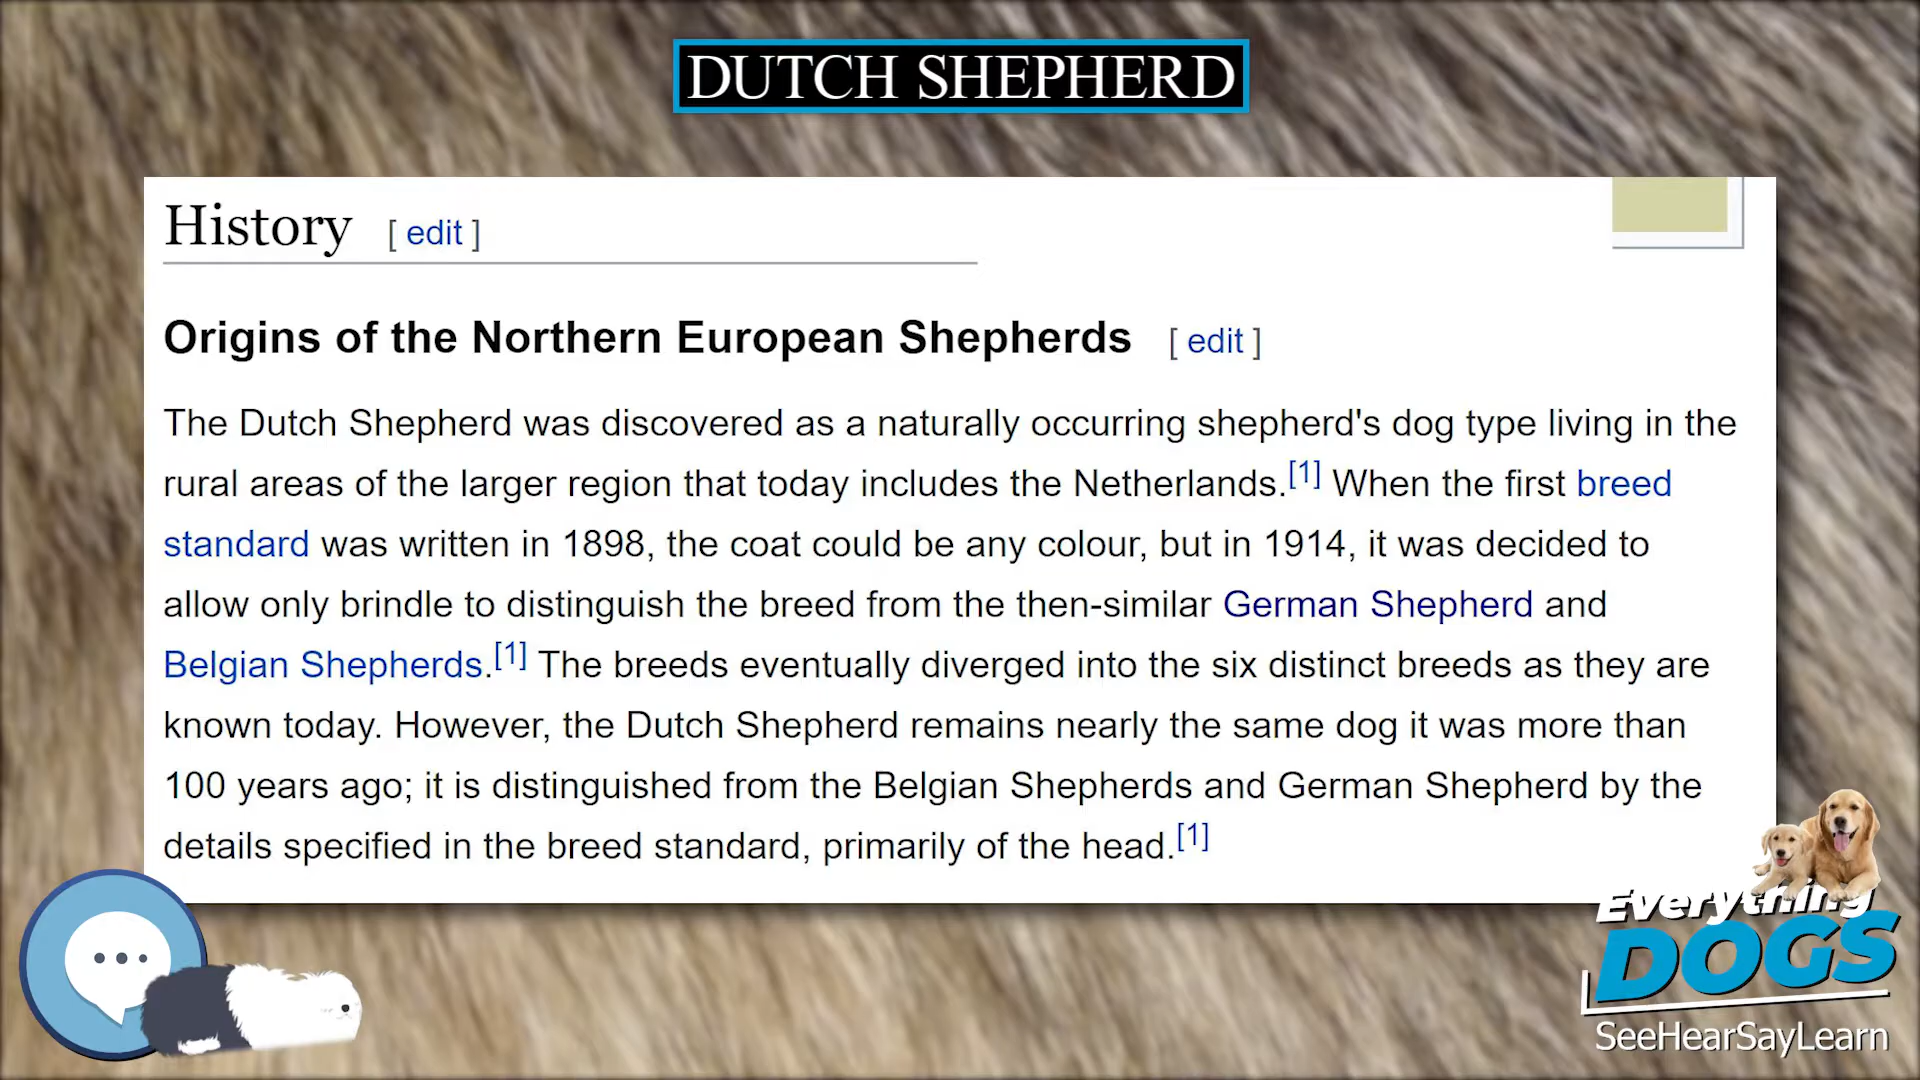 DUTCH SHEPHERD
History [ edit ]
Origins of the Northern European Shepherds [ edit ]
The Dutch Shepherd was discovered as a naturally occurring shepherd's dog type living in the
rural areas of the larger region that today includes the Netherlands.[1] When the first breed
standard was written in 1898, the coat could be any colour, but in 1914, it was decided to
allow only brindle to distinguish the breed from the then-similar German Shepherd and
Belgian Shepherds.[1] The breeds eventually diverged into the six distinct breeds as they are
known today. However, the Dutch Shepherd remains nearly the same dog it was more than
100 years ago; it is distinguished from the Belgian Shepherds and German Shepherd by the
details specified in the breed standard, primarily of the head.[1]
Everything
DOGS
SeeHearSayLearn